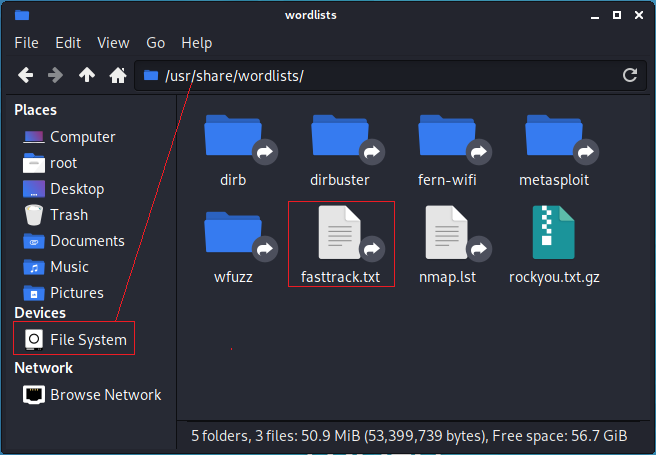 wordlists
File Edit View Go Help
/usr/share/wordlists/
Places
Computer
root
Desktop
Trash
Documents
Music
Pictures
Devices
File System
Network
Browse Network
dirb dirbuster fern-wifi metasploit
wfuzz fasttrack.txt nmap.lst rockyou.txt.gz
5 folders, 3 files: 50.9 MiB (53,399,739 bytes), Free space: 56.7 GiB